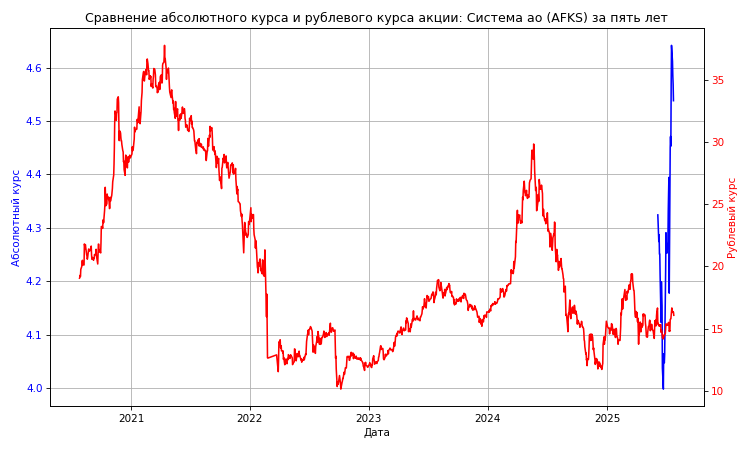 Сравнение абсолютного курса и рублевого курса акции: Система ао (AFKS) за пять лет
4.6
4.5
4.4
4.3
4.2
4.1
4.0
Абсолютный курс
35
30
25
20
15
10
Рублевый курс
2021 2022 2023 2024 2025
Дата